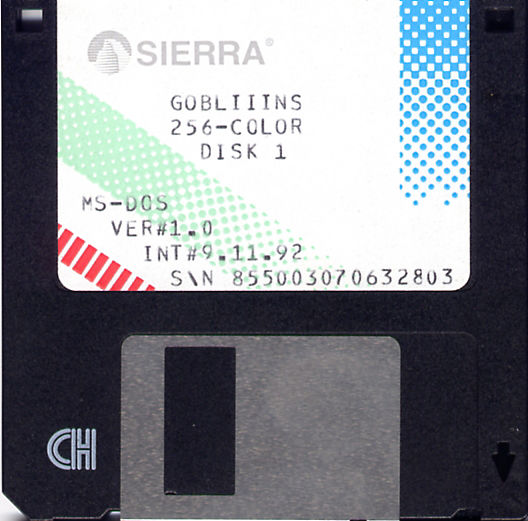 SIERRA®
GOBLIIINS
256-COLOR
DISK 1
MS-DOS
VER#1.0
INT#9.11.92
S\N 855003070632803
CH